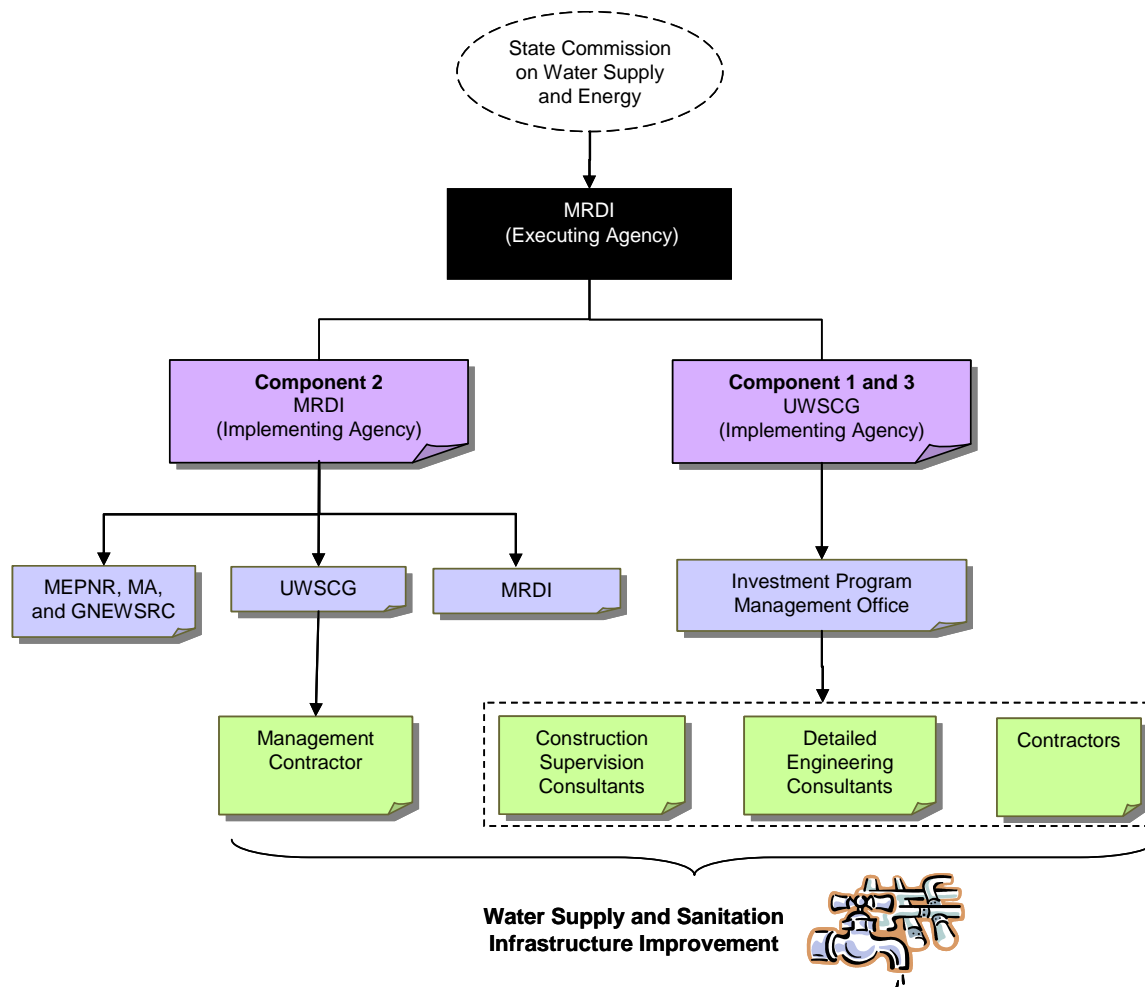 State Commission
on Water Supply
and Energy
MRDI
(Executing Agency)
Component 2
MRDI
(Implementing Agency)
Component 1 and 3
UWSCG
(Implementing Agency)
MEPNR, MA,
and GNEWSRC
UWSCG
MRDI
Investment Program
Management Office
Management
Contractor
Construction
Supervision
Consultants
Detailed
Engineering
Consultants
Contractors
Water Supply and Sanitation
Infrastructure Improvement